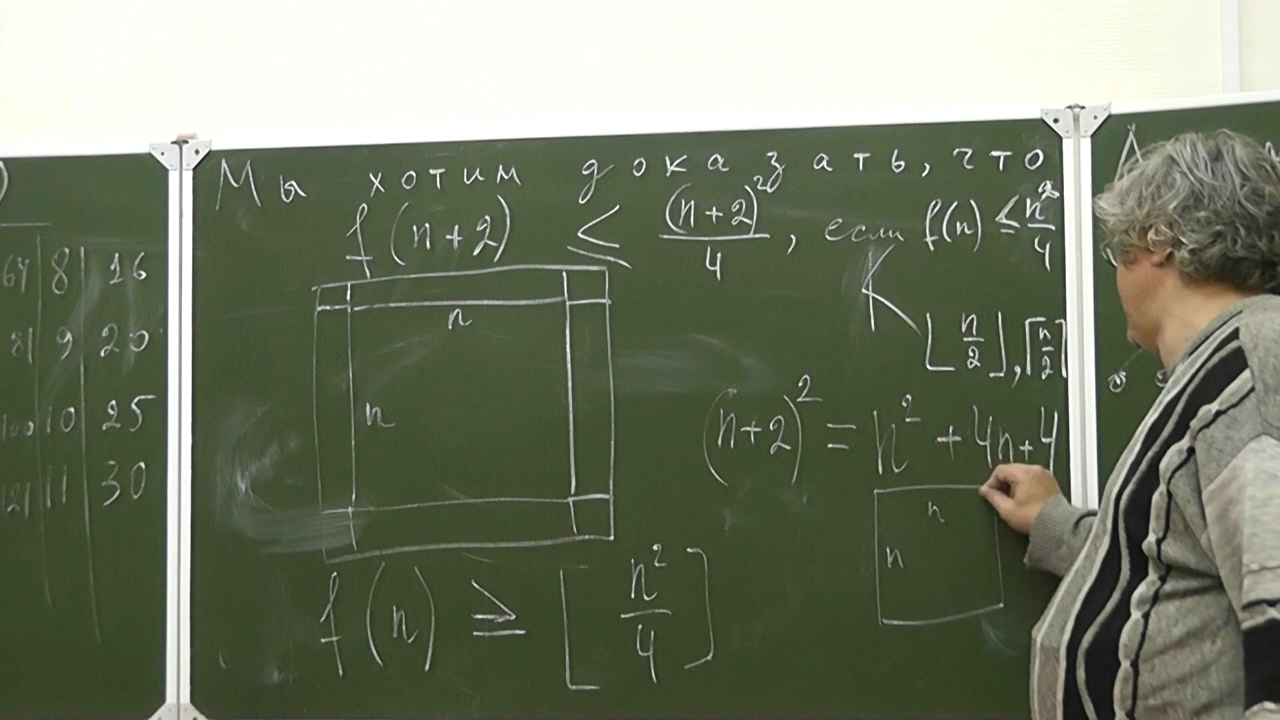 64 8 16
81 9 20
100 10 25
121 11 30
Мы хотим доказать, что
f(n+2) ≤ (n+2)²/4, если f(n) ≤ n²/4
⌊n/2⌋, ⌈n/2⌉
n
n
(n+2)² = n² + 4n + 4
n
n
f(n) ≥ [n²/4]